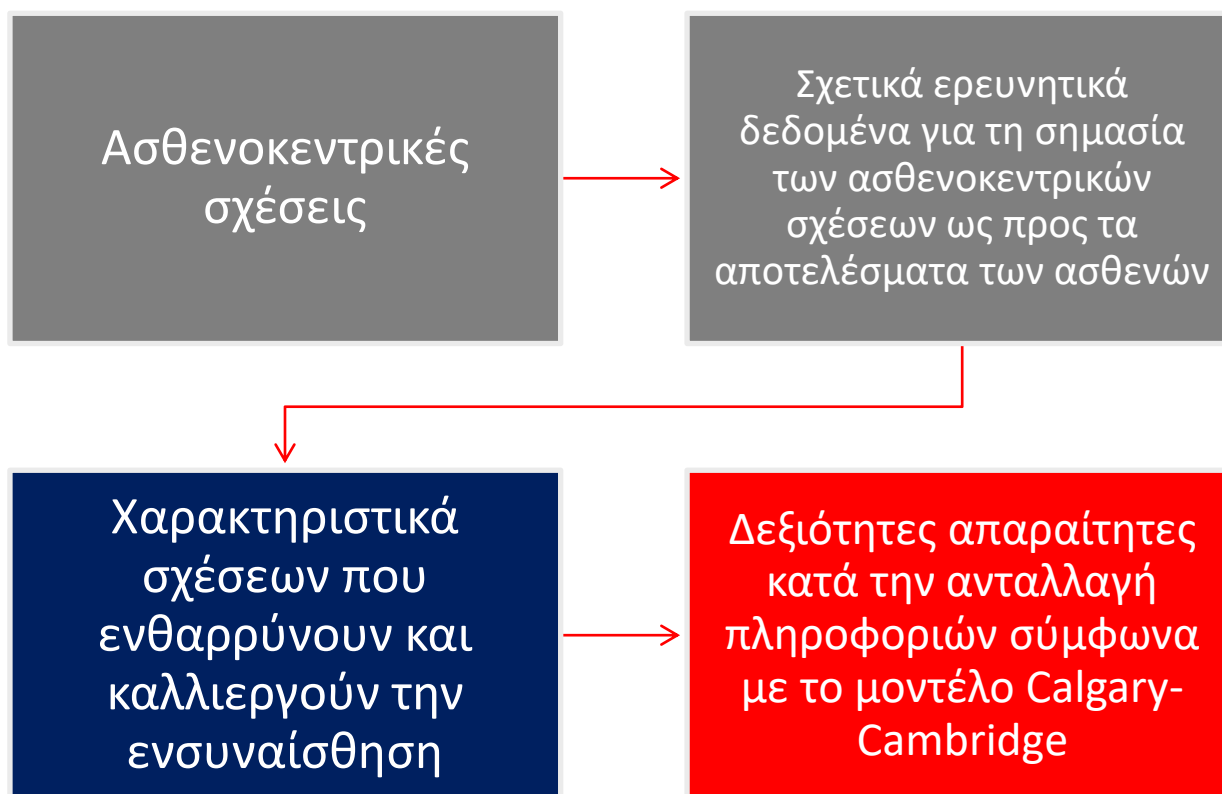 Ασθενοκεντρικές
σχέσεις
Σχετικά ερευνητικά
δεδομένα για τη σημασία
των ασθενοκεντρικών
σχέσεων ως προς τα
αποτελέσματα των ασθενών
Χαρακτηριστικά
σχέσεων που
ενθαρρύνουν και
καλλιεργούν την
ενσυναίσθηση
Δεξιότητες απαραίτητες
κατά την ανταλλαγή
πληροφοριών σύμφωνα
με το μοντέλο Calgary-
Cambridge